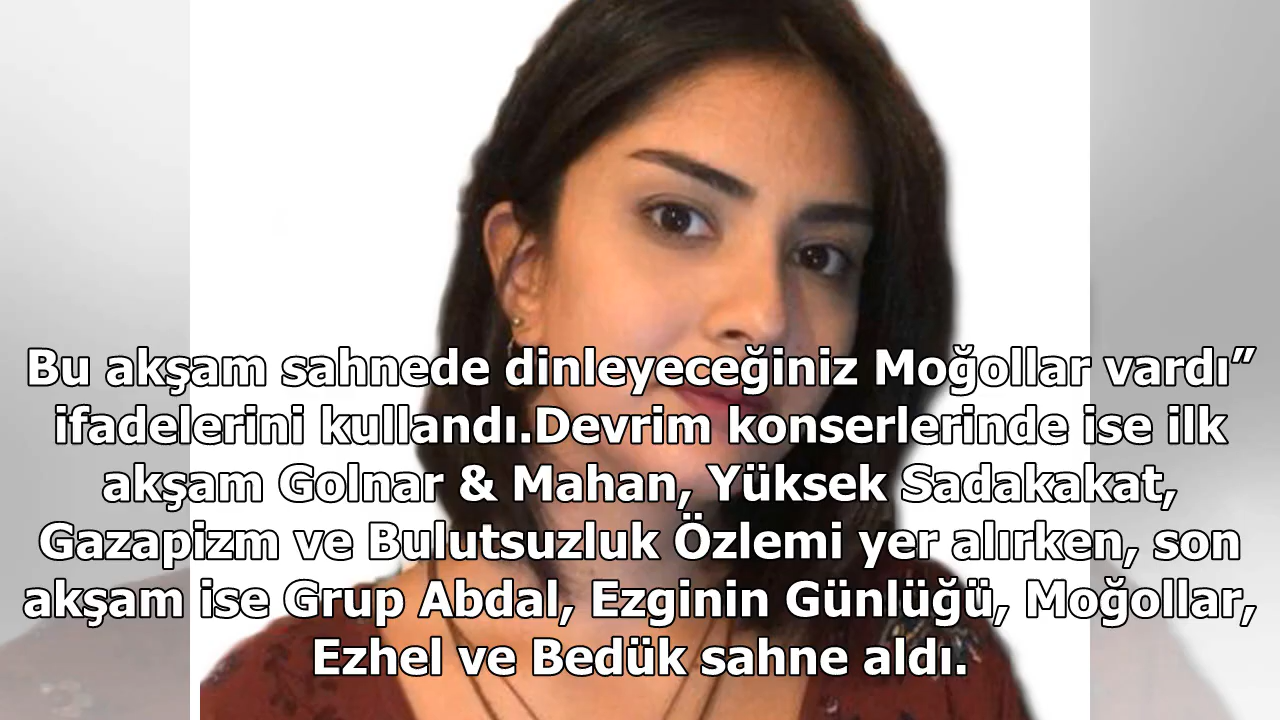 Bu akşam sahnede dinleyeceğiniz Moğollar vardı”
ifadelerini kullandı.Devrim konserlerinde ise ilk
akşam Golnar & Mahan, Yüksek Sadakakat,
Gazapizm ve Bulutsuzluk Özlemi yer alırken, son
akşam ise Grup Abdal, Ezginin Günlüğü, Moğollar,
Ezhel ve Bedük sahne aldı.